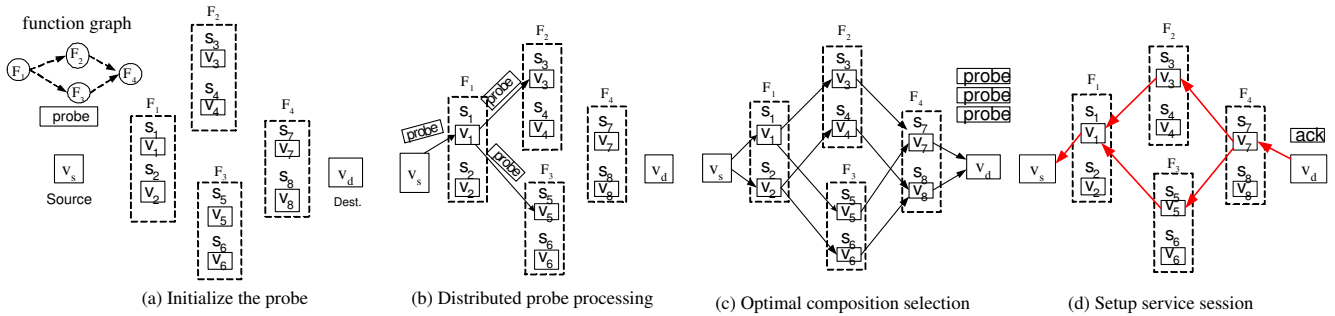 function graph
F1 F2 F3 F4
probe
vs
Source
F1
s1
v1
s2
v2
F2
s3
v3
s4
v4
F3
s5
v5
s6
v6
F4
s7
v7
s8
v8
vd
Dest.
(a) Initialize the probe
probe
vs
F1
s1
v1
s2
v2
probe
probe
F2
s3
v3
s4
v4
F3
s5
v5
s6
v6
F4
s7
v7
s8
v8
vd
(b) Distributed probe processing
vs
F1
s1
v1
s2
v2
F2
s3
v3
s4
v4
F3
s5
v5
s6
v6
F4
s7
v7
s8
v8
probe
probe
probe
vd
(c) Optimal composition selection
vs
F1
s1
v1
s2
v2
F2
s3
v3
s4
v4
F3
s5
v5
s6
v6
F4
s7
v7
s8
v8
ack
vd
(d) Setup service session